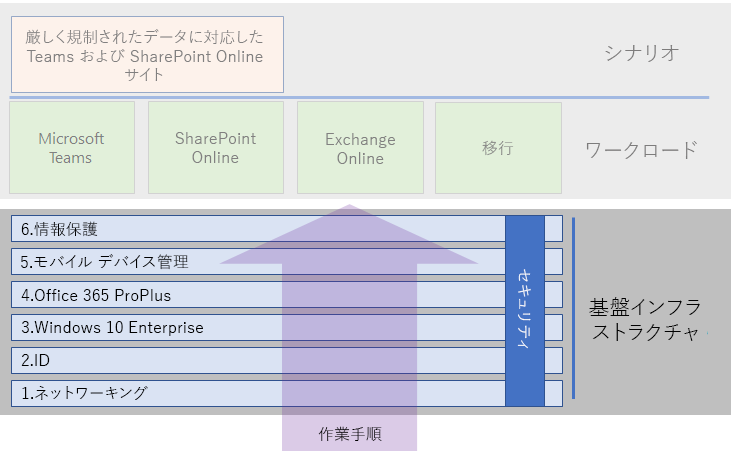 厳しく規制されたデータに対応した
Teams および SharePoint Online
サイト
シナリオ
Microsoft
Teams
SharePoint
Online
Exchange
Online
移行
ワークロード
6.情報保護
5.モバイル デバイス管理
4.Office 365 ProPlus
3.Windows 10 Enterprise
2.ID
1.ネットワーキング
セキュリティ
基盤インフラ
ストラクチャ
作業手順